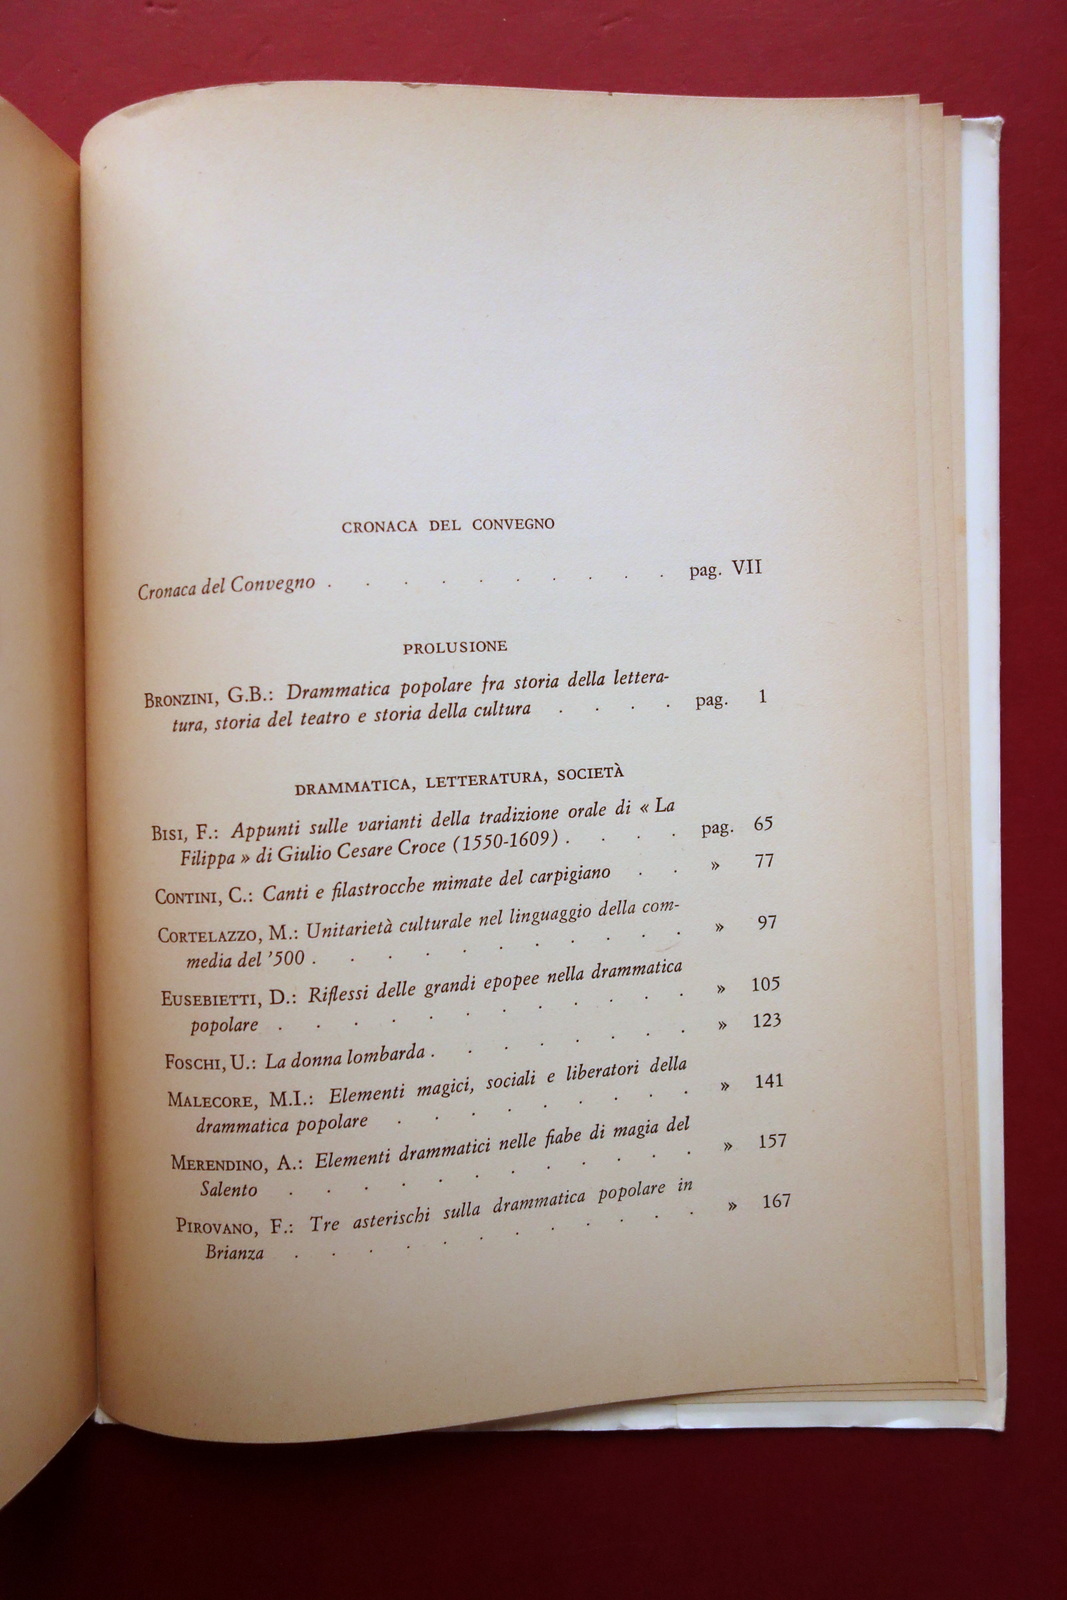 CRONACA DEL CONVEGNO
Cronaca del Convegno . . . . . . . . . . pag. VII
PROLUSIONE
BRONZINI, G.B.: Drammatica popolare fra storia della lettera-
tura, storia del teatro e storia della cultura . . . . pag. 1
DRAMMATICA, LETTERATURA, SOCIETÀ
BISI, F.: Appunti sulle varianti della tradizione orale di « La
Filippa » di Giulio Cesare Croce (1550-1609) . . . . pag. 65
CONTINI, C.: Canti e filastrocche mimate del carpigiano . . » 77
CORTELAZZO, M.: Unitarietà culturale nel linguaggio della com-
media del '500 . . . . . . . . . . . » 97
EUSEBIETTI, D.: Riflessi delle grandi epopee nella drammatica
popolare . . . . . . . . . . . . » 105
FOSCHI, U.: La donna lombarda . . . . . . . . » 123
MALECORE, M.I.: Elementi magici, sociali e liberatori della
drammatica popolare . . . . . . . . . » 141
MERENDINO, A.: Elementi drammatici nelle fiabe di magia del
Salento . . . . . . . . . . . . » 157
PIROVANO, F.: Tre asterischi sulla drammatica popolare in
Brianza . . . . . . . . . . . . » 167